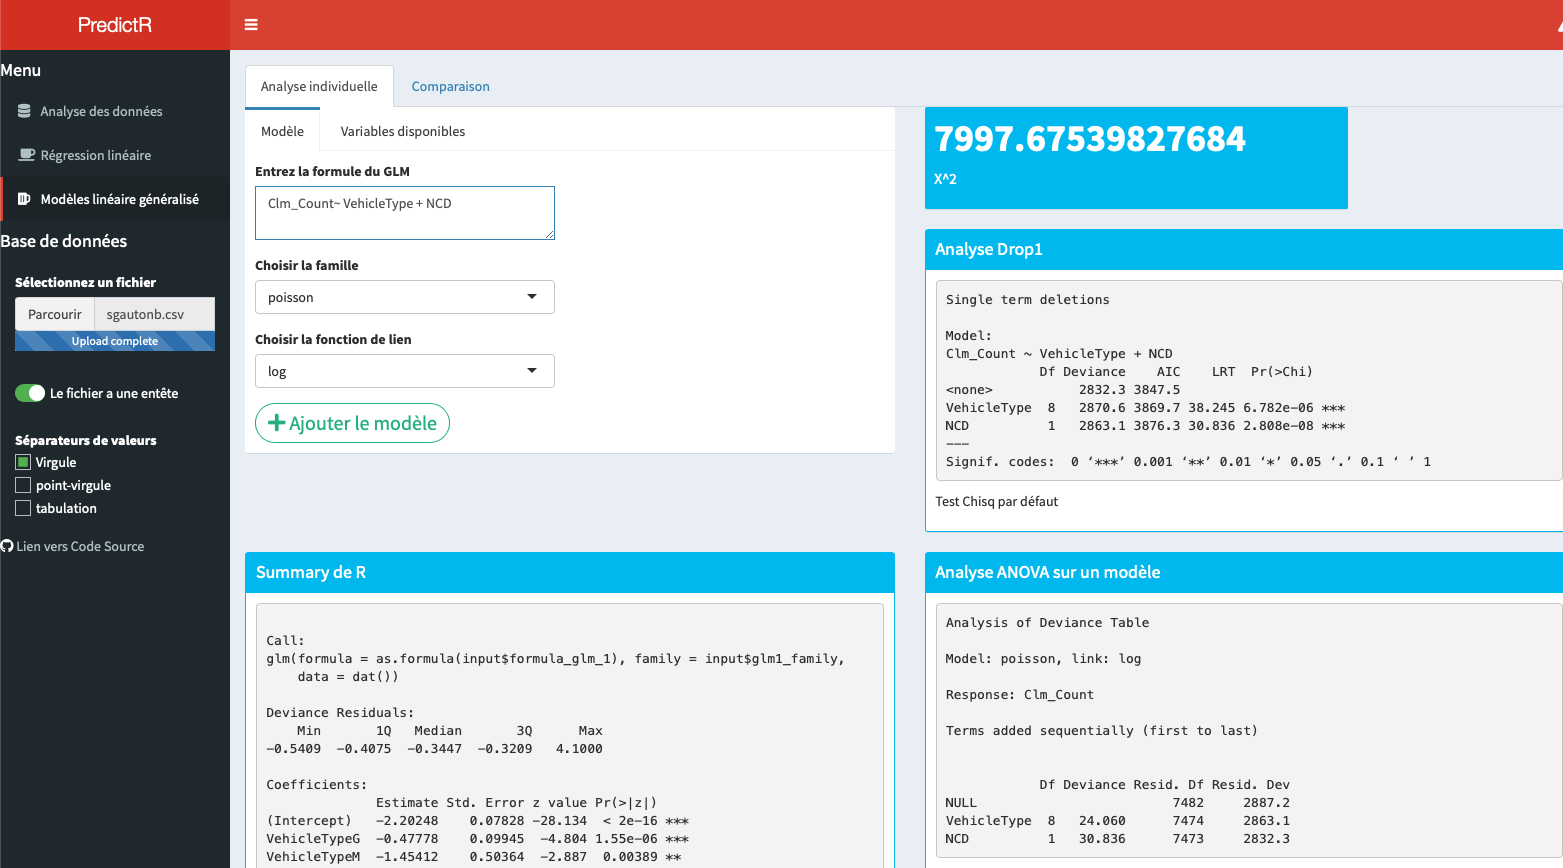 PredictR
Menu
Analyse des données
Régression linéaire
Modèles linéaire généralisé
Base de données
Sélectionnez un fichier
Parcourir sgautonb.csv
Upload complete
Le fichier a une entête
Séparateurs de valeurs
Virgule
point-virgule
tabulation
Lien vers Code Source
Analyse individuelle Comparaison
Modèle Variables disponibles
Entrez la formule du GLM
Clm_Count~ VehicleType + NCD
Choisir la famille
poisson
Choisir la fonction de lien
log
Ajouter le modèle
7997.67539827684
X^2
Analyse Drop1
Single term deletions
Model:
Clm_Count ~ VehicleType + NCD
Df Deviance AIC LRT Pr(>Chi)
<none> 2832.3 3847.5
VehicleType 8 2870.6 3869.7 38.245 6.782e-06 ***
NCD 1 2863.1 3876.3 30.836 2.808e-08 ***
---
Signif. codes: 0 ‘***’ 0.001 ‘**’ 0.01 ‘*’ 0.05 ‘.’ 0.1 ‘ ’ 1
Test Chisq par défaut
Summary de R
Call:
glm(formula = as.formula(input$formula_glm_1), family = input$glm1_family,
data = dat())
Deviance Residuals:
Min 1Q Median 3Q Max
-0.5409 -0.4075 -0.3447 -0.3209 4.1000
Coefficients:
Estimate Std. Error z value Pr(>|z|)
(Intercept) -2.20248 0.07828 -28.134 < 2e-16 ***
VehicleTypeG -0.47778 0.09945 -4.804 1.55e-06 ***
VehicleTypeM -1.45412 0.50364 -2.887 0.00389 **
Analyse ANOVA sur un modèle
Analysis of Deviance Table
Model: poisson, link: log
Response: Clm_Count
Terms added sequentially (first to last)
Df Deviance Resid. Df Resid. Dev
NULL 7482 2887.2
VehicleType 8 24.060 7474 2863.1
NCD 1 30.836 7473 2832.3